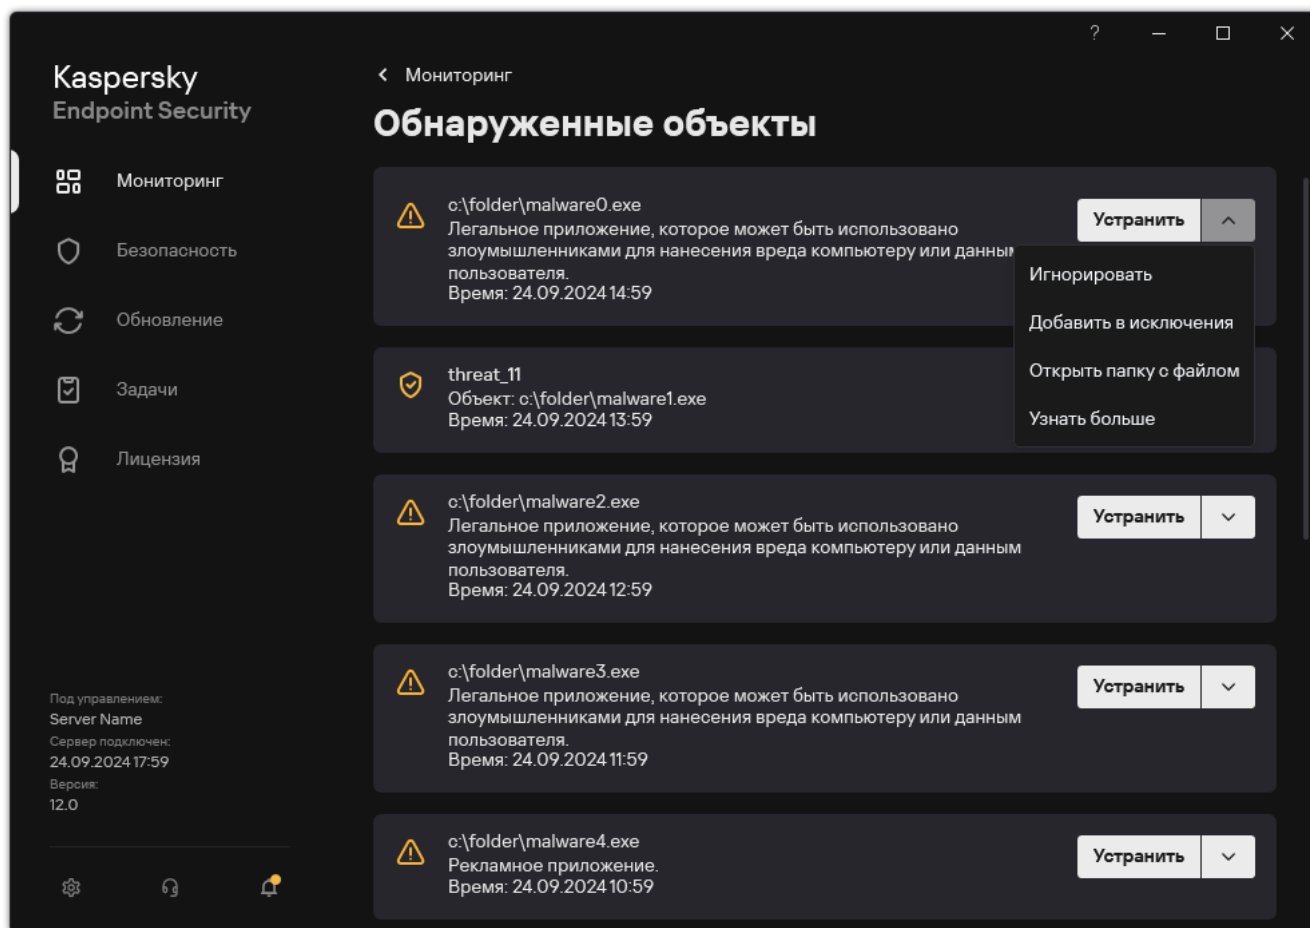 ?
Kaspersky
Endpoint Security
Мониторинг
Безопасность
Обновление
Задачи
Лицензия
Под управлением:
Server Name
Сервер подключен:
24.09.2024 17:59
Версия:
12.0
Мониторинг
Обнаруженные объекты
c:\folder\malware0.exe
Легальное приложение, которое может быть использовано
злоумышленниками для нанесения вреда компьютеру или данным
пользователя.
Время: 24.09.2024 14:59
Устранить
Игнорировать
Добавить в исключения
Открыть папку с файлом
Узнать больше
threat_11
Объект: c:\folder\malware1.exe
Время: 24.09.2024 13:59
c:\folder\malware2.exe
Легальное приложение, которое может быть использовано
злоумышленниками для нанесения вреда компьютеру или данным
пользователя.
Время: 24.09.2024 12:59
Устранить
c:\folder\malware3.exe
Легальное приложение, которое может быть использовано
злоумышленниками для нанесения вреда компьютеру или данным
пользователя.
Время: 24.09.2024 11:59
Устранить
c:\folder\malware4.exe
Рекламное приложение.
Время: 24.09.2024 10:59
Устранить